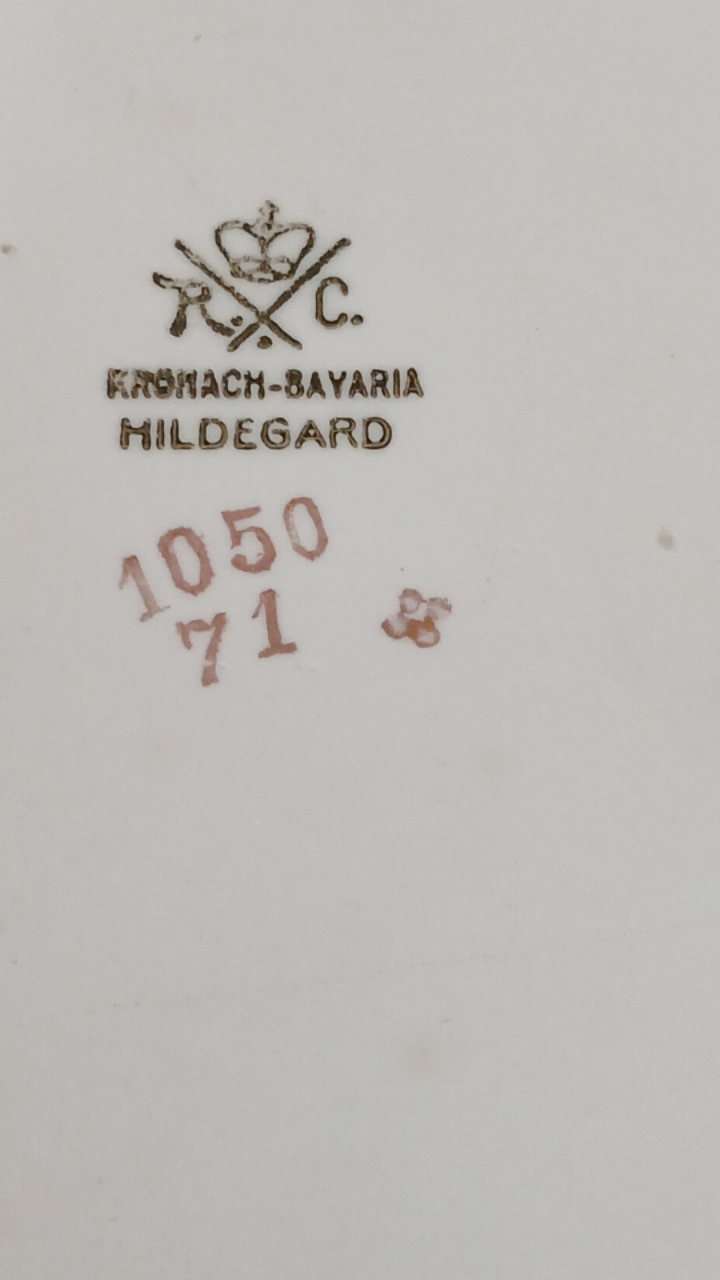 R. C.
KRONACH-BAVARIA
HILDEGARD
1050
71